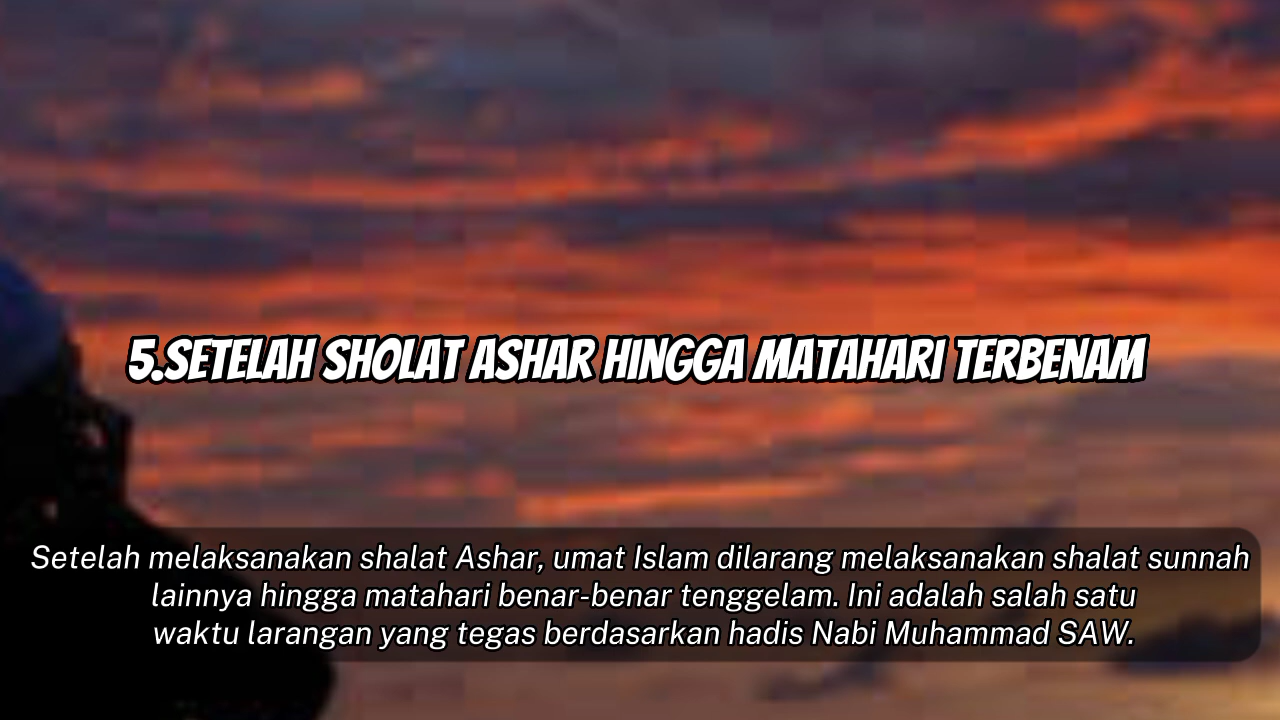 5.SETELAH SHOLAT ASHAR HINGGA MATAHARI TERBENAM
Setelah melaksanakan shalat Ashar, umat Islam dilarang melaksanakan shalat sunnah
lainnya hingga matahari benar-benar tenggelam. Ini adalah salah satu
waktu larangan yang tegas berdasarkan hadis Nabi Muhammad SAW.